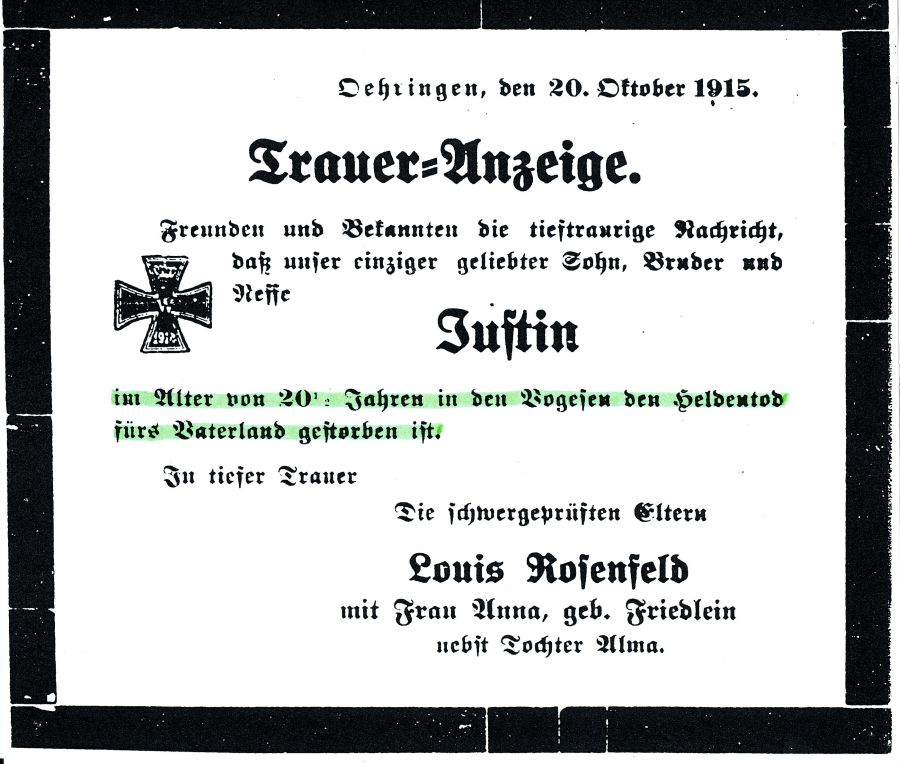 Oehringen, den 20. Oktober 1915.
Trauer-Anzeige.
Freunden und Bekannten die tieftraurige Nachricht,
daß unser einziger geliebter Sohn, Bruder und
Neffe
Justin
im Alter von 20½ Jahren in den Vogesen den Heldentod
fürs Vaterland gestorben ist.
In tiefer Trauer
Die schwergeprüften Eltern
Louis Rosenfeld
mit Frau Anna, geb. Friedlein
nebst Tochter Alma.